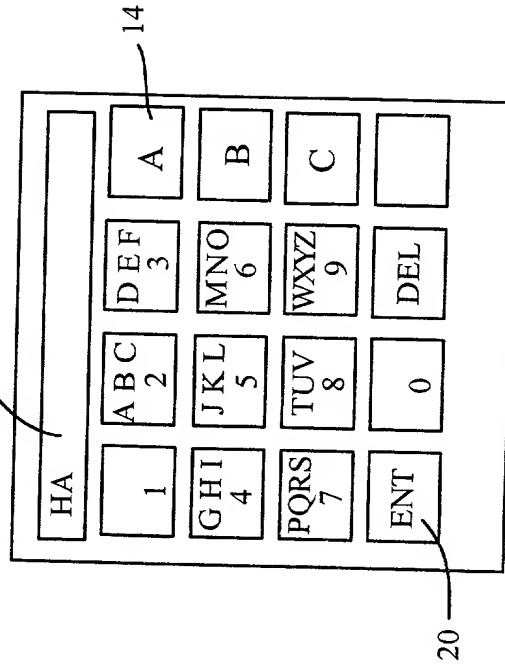 HA
1
A B C
2
D E F
3
A
14
G H I
4
J K L
5
MNO
6
B
PQRS
7
TUV
8
WXYZ
9
C
ENT
0
DEL
20